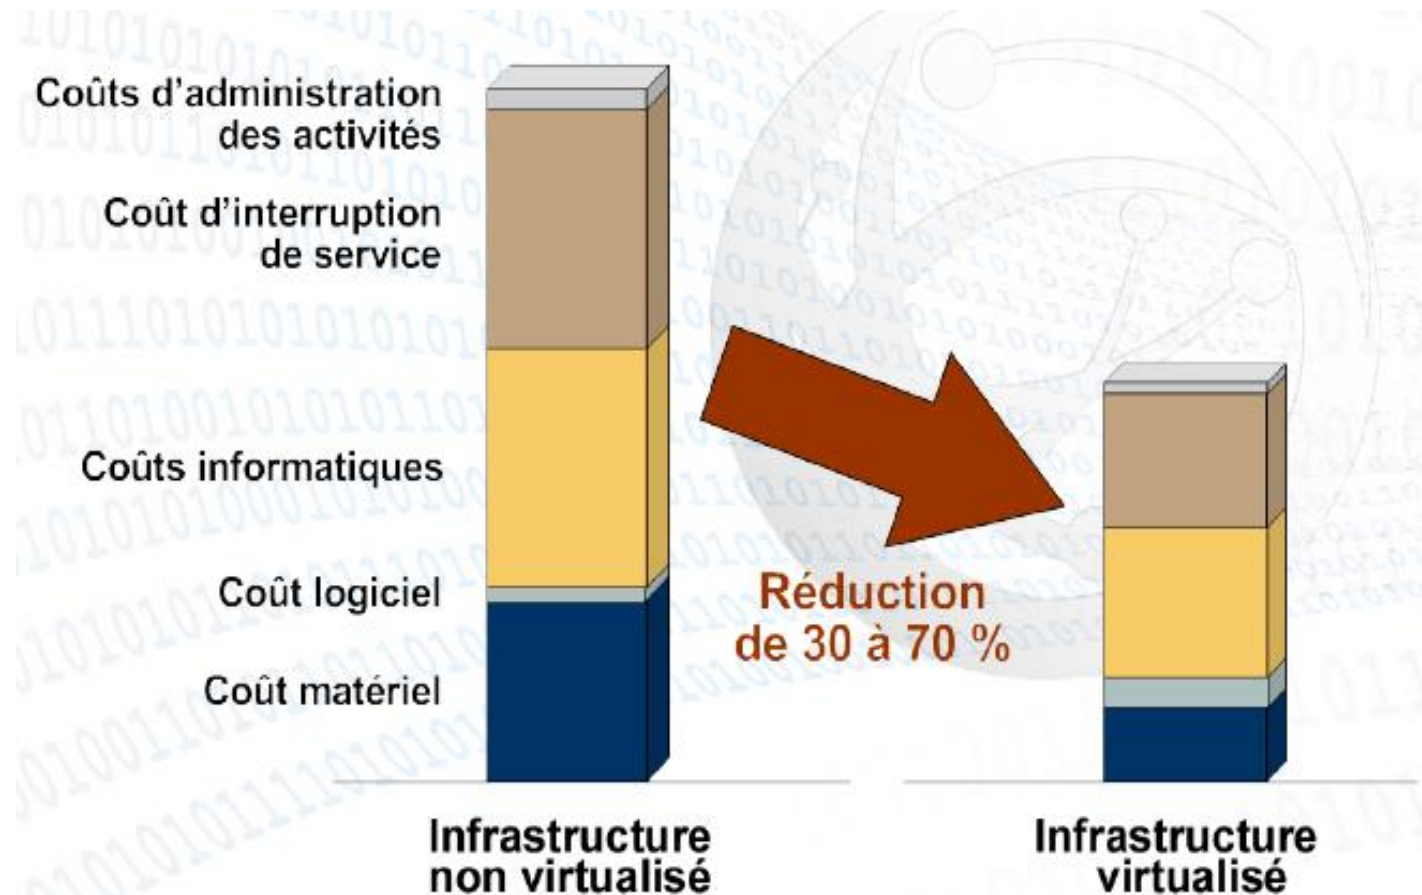 Coûts d’administration
des activités
Coût d’interruption
de service
Coûts informatiques
Coût logiciel
Coût matériel
Réduction
de 30 à 70 %
Infrastructure
non virtualisé
Infrastructure
virtualisé